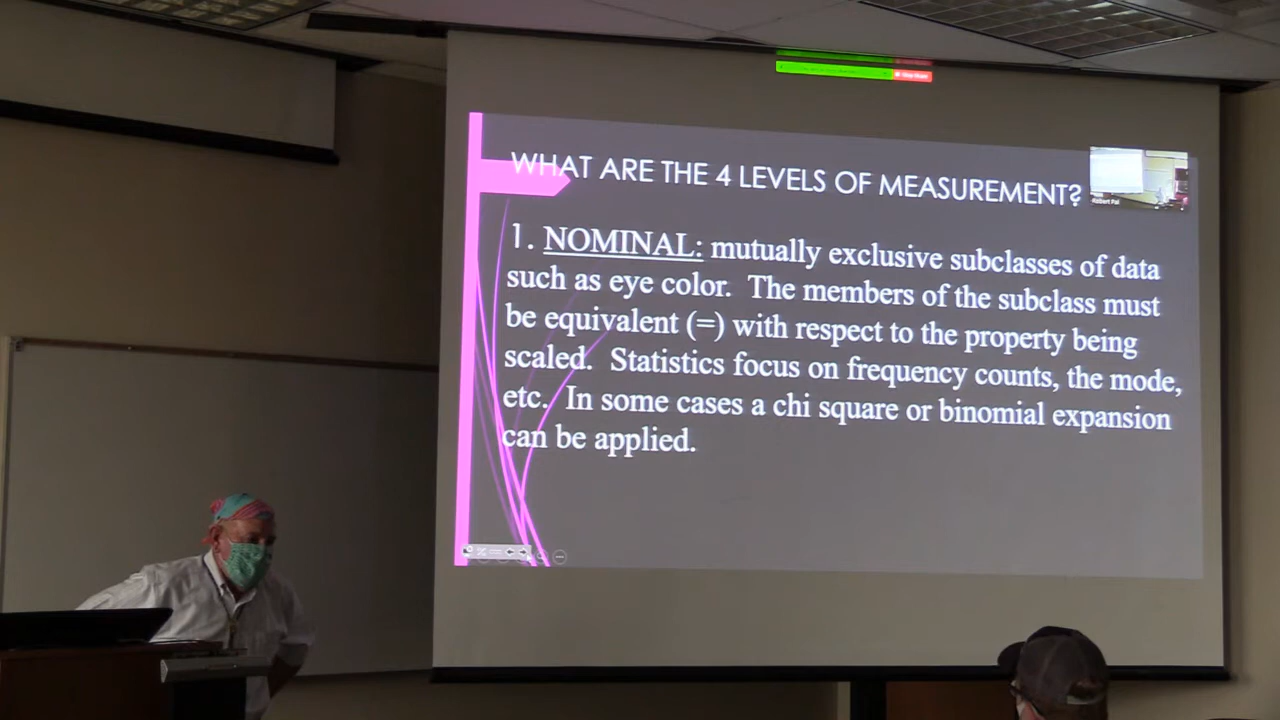 WHAT ARE THE 4 LEVELS OF MEASUREMENT?
1. NOMINAL: mutually exclusive subclasses of data
such as eye color. The members of the subclass must
be equivalent (=) with respect to the property being
scaled. Statistics focus on frequency counts, the mode,
etc. In some cases a chi square or binomial expansion
can be applied.
Robert Pal